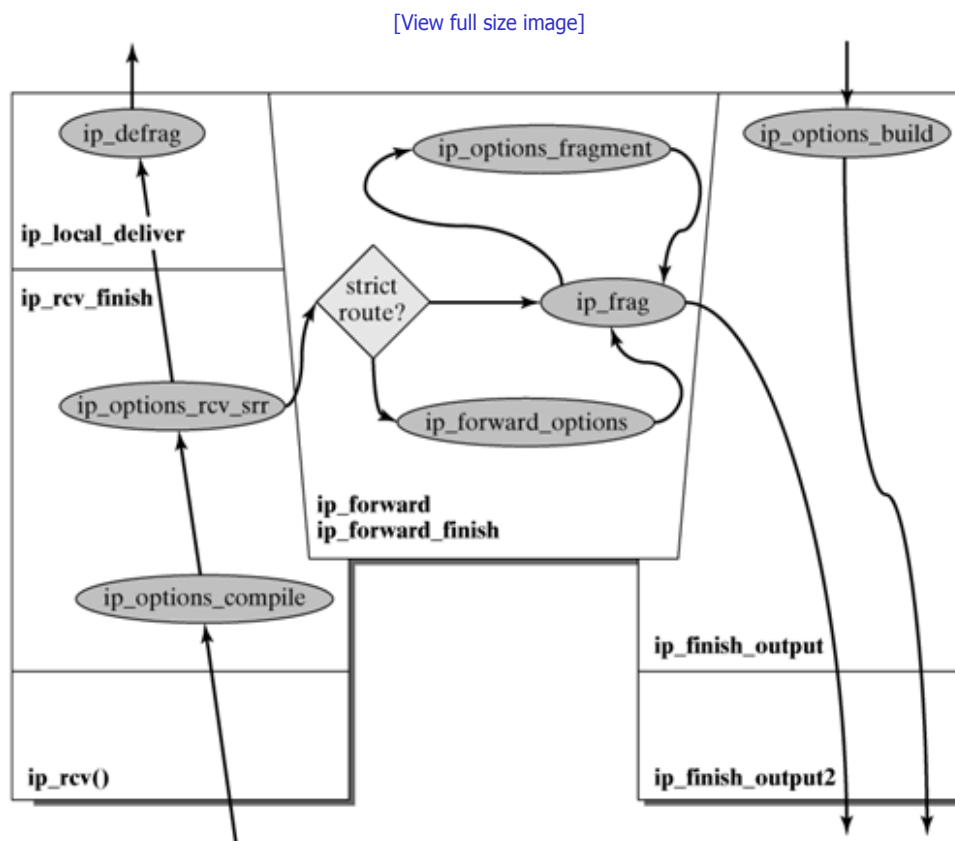 [View full size image]
ip_defrag
ip_local_deliver
ip_rcv_finish
ip_options_rcv_srr
ip_options_compile
ip_rcv()
ip_options_fragment
strict
route?
ip_frag
ip_forward_options
ip_forward
ip_forward_finish
ip_options_build
ip_finish_output
ip_finish_output2